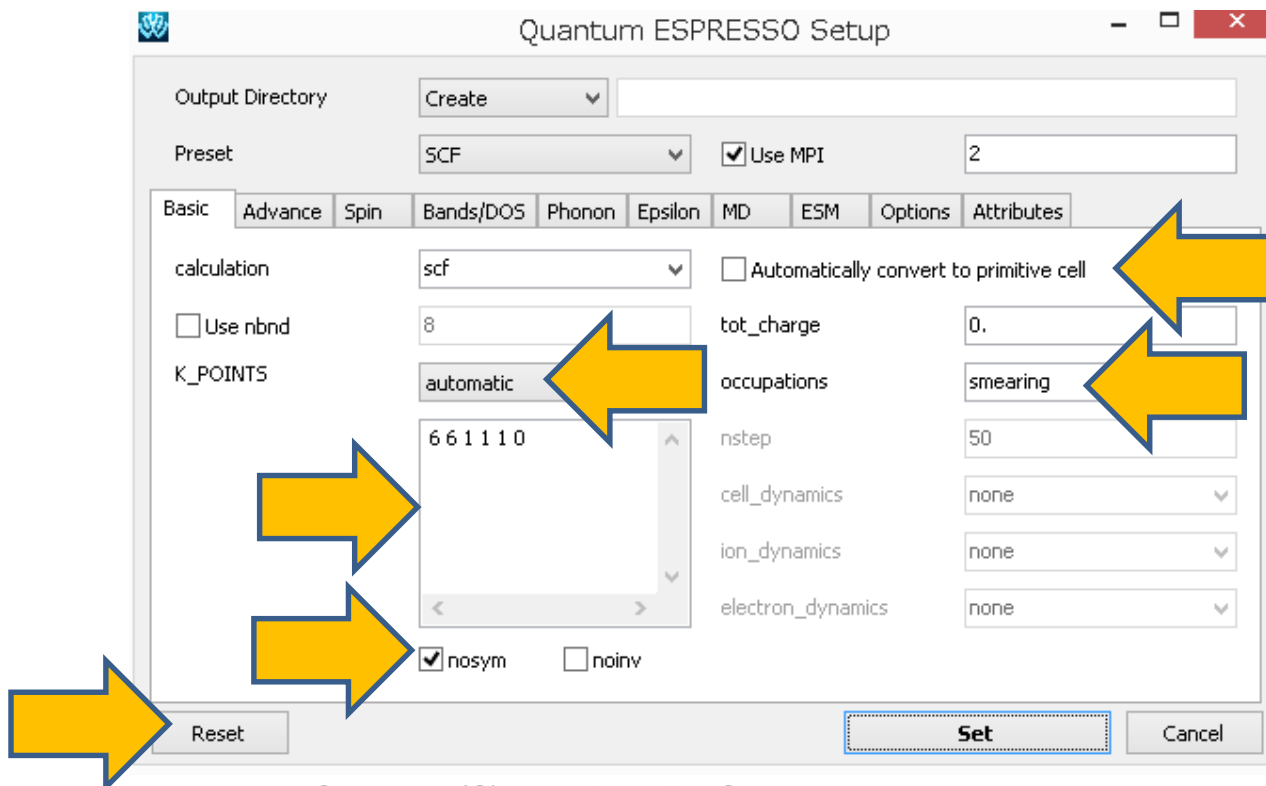 Quantum ESPRESSO Setup
Output Directory Create
Preset SCF Use MPI 2
Basic Advance Spin Bands/DOS Phonon Epsilon MD ESM Options Attributes
calculation scf Automatically convert to primitive cell
Use nbnd 8 tot_charge 0.
K_POINTS automatic occupations smearing
6 6 1 1 1 0 nstep 50
cell_dynamics none
ion_dynamics none
electron_dynamics none
nosym noinv
Reset Set Cancel